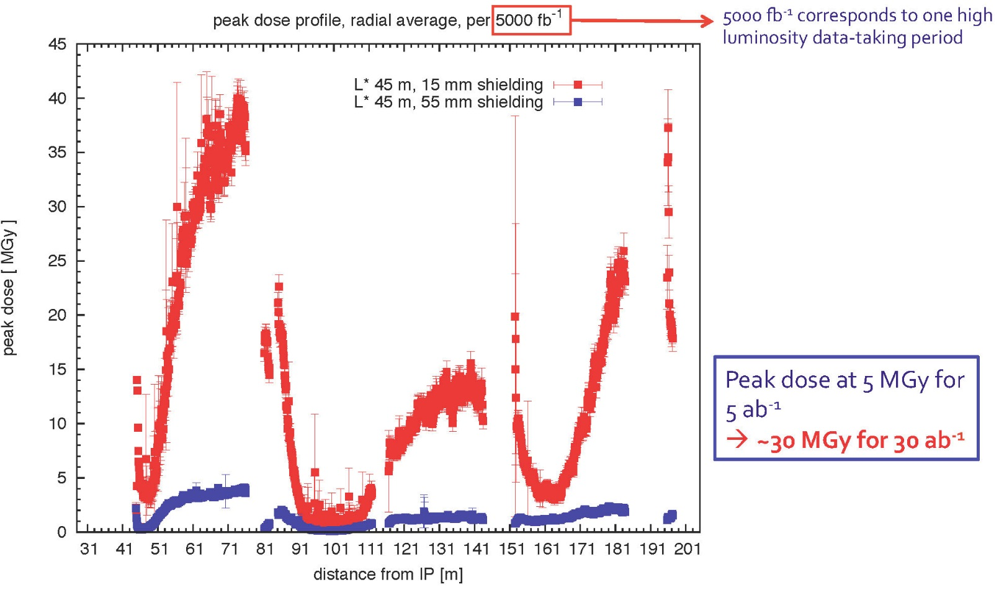 peak dose profile, radial average, per 5000 fb⁻¹
5000 fb⁻¹ corresponds to one high
luminosity data-taking period
45
L* 45 m, 15 mm shielding
L* 45 m, 55 mm shielding
40
35
30
25
20
15
10
5
0
peak dose [ MGy ]
31 41 51 61 71 81 91 101 111 121 131 141 151 161 171 181 191 201
distance from IP [m]
Peak dose at 5 MGy for
5 ab⁻¹
→ ~30 MGy for 30 ab⁻¹